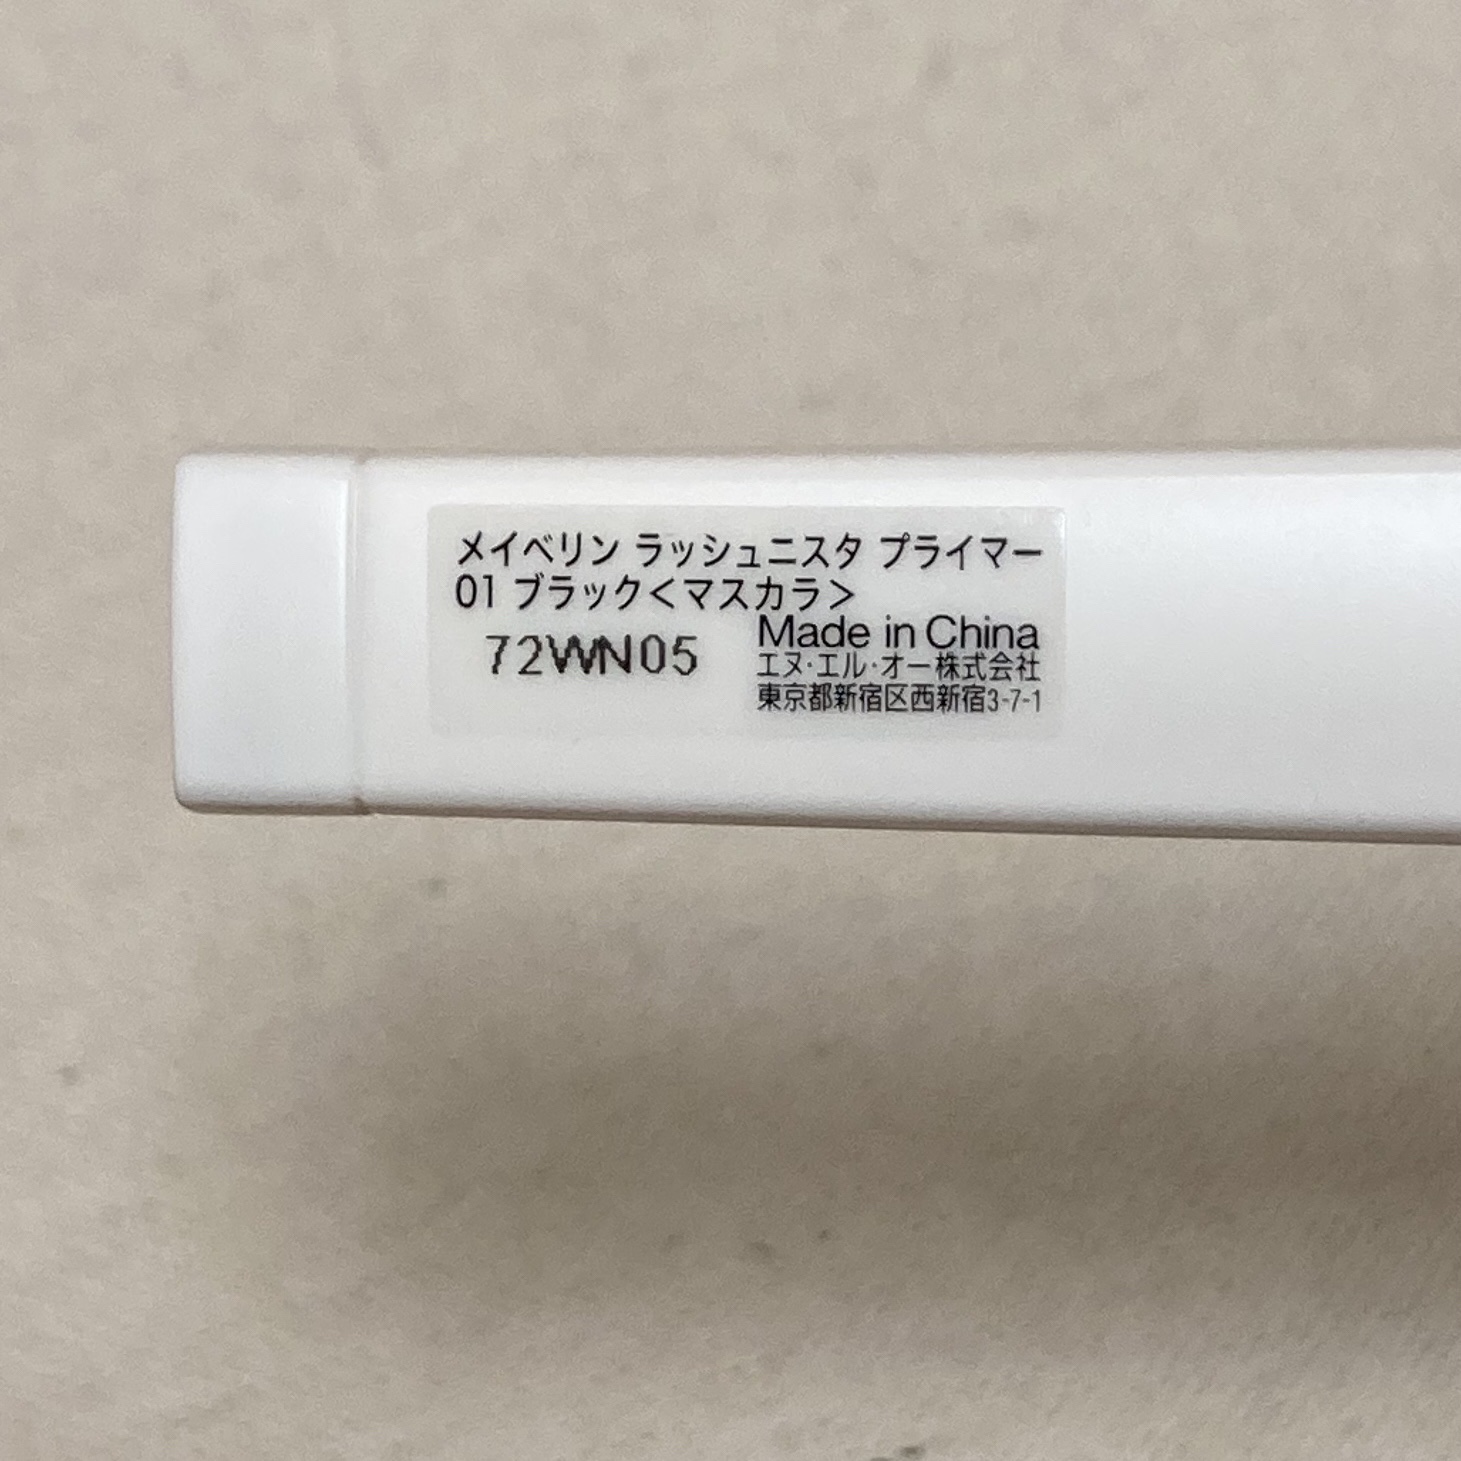 メイベリン ラッシュニスタ プライマー
01 ブラック<マスカラ>
72WN05
Made in China
エヌ･エル･オー株式会社
東京都新宿区西新宿3-7-1